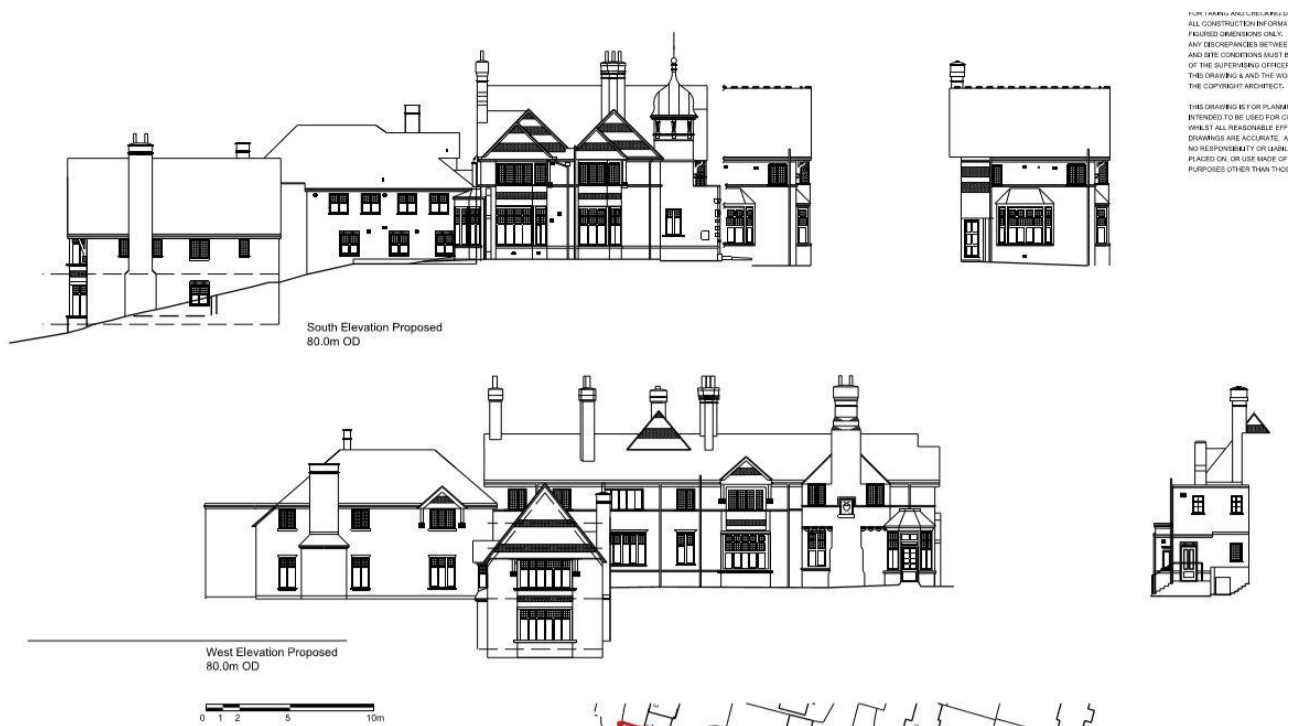 FOR TAKING AND CHECKING D
ALL CONSTRUCTION INFORMA
FIGURED DIMENSIONS ONLY.
ANY DISCREPANCIES BETWEE
AND SITE CONDITIONS MUST B
OF THE SUPERVISING OFFICER
THIS DRAWING & AND THE WO
THE COPYRIGHT ARCHITECT.
THIS DRAWING IS FOR PLANNI
INTENDED TO BE USED FOR C
WHILST ALL REASONABLE EFF
DRAWINGS ARE ACCURATE, A
NO RESPONSIBILITY OR LIABIL
PLACED ON, OR USE MADE OF
PURPOSES OTHER THAN THOS
South Elevation Proposed
80.0m OD
West Elevation Proposed
80.0m OD
0 1 2 5 10m